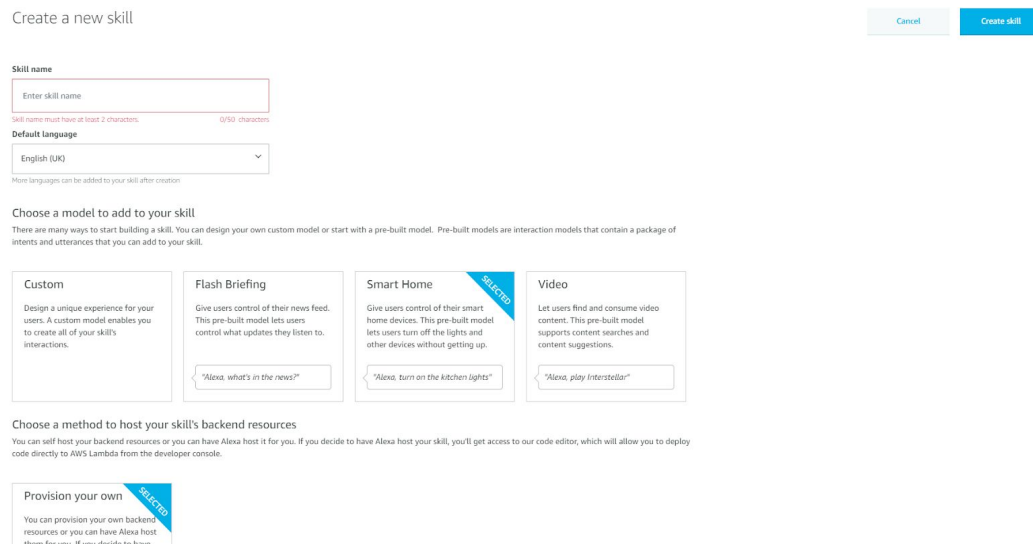 Create a new skill
Cancel
Create skill
Skill name
Enter skill name
Skill name must have at least 2 characters.
0/50 characters
Default language
English (UK)
More languages can be added to your skill after creation
Choose a model to add to your skill
There are many ways to start building a skill. You can design your own custom model or start with a pre-built model. Pre-built models are interaction models that contain a package of
intents and utterances that you can add to your skill.
Custom
Design a unique experience for your
users. A custom model enables you
to create all of your skill's
interactions.
Flash Briefing
Give users control of their news feed.
This pre-built model lets users
control what updates they listen to.
"Alexa, what's in the news?"
Smart Home
SELECTED
Give users control of their smart
home devices. This pre-built model
lets users turn off the lights and
other devices without getting up.
"Alexa, turn on the kitchen lights"
Video
Let users find and consume video
content. This pre-built model
supports content searches and
content suggestions.
"Alexa, play Interstellar"
Choose a method to host your skill's backend resources
You can self host your backend resources or you can have Alexa host it for you. If you decide to have Alexa host your skill, you'll get access to our code editor, which will allow you to deploy
code directly to AWS Lambda from the developer console.
Provision your own
SELECTED
You can provision your own backend
resources or you can have Alexa host
them for you. If you decide to have